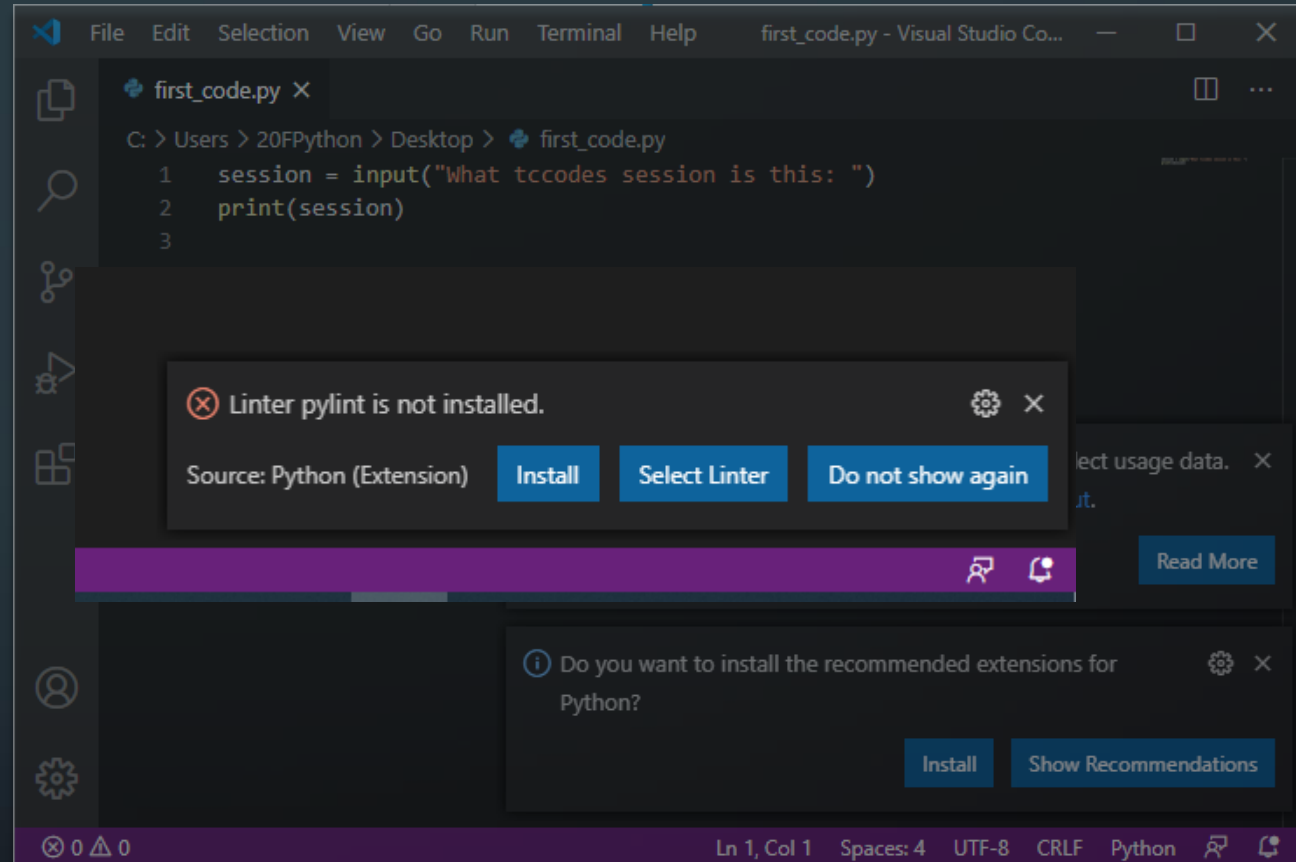 File Edit Selection View Go Run Terminal Help first_code.py - Visual Studio Co...
first_code.py
C: > Users > 20FPython > Desktop > first_code.py
1 session = input("What tccodes session is this: ")
2 print(session)
3
Linter pylint is not installed.
Source: Python (Extension) Install Select Linter Do not show again
lect usage data.
ut.
Read More
Do you want to install the recommended extensions for
Python?
Install Show Recommendations
0 0 Ln 1, Col 1 Spaces: 4 UTF-8 CRLF Python